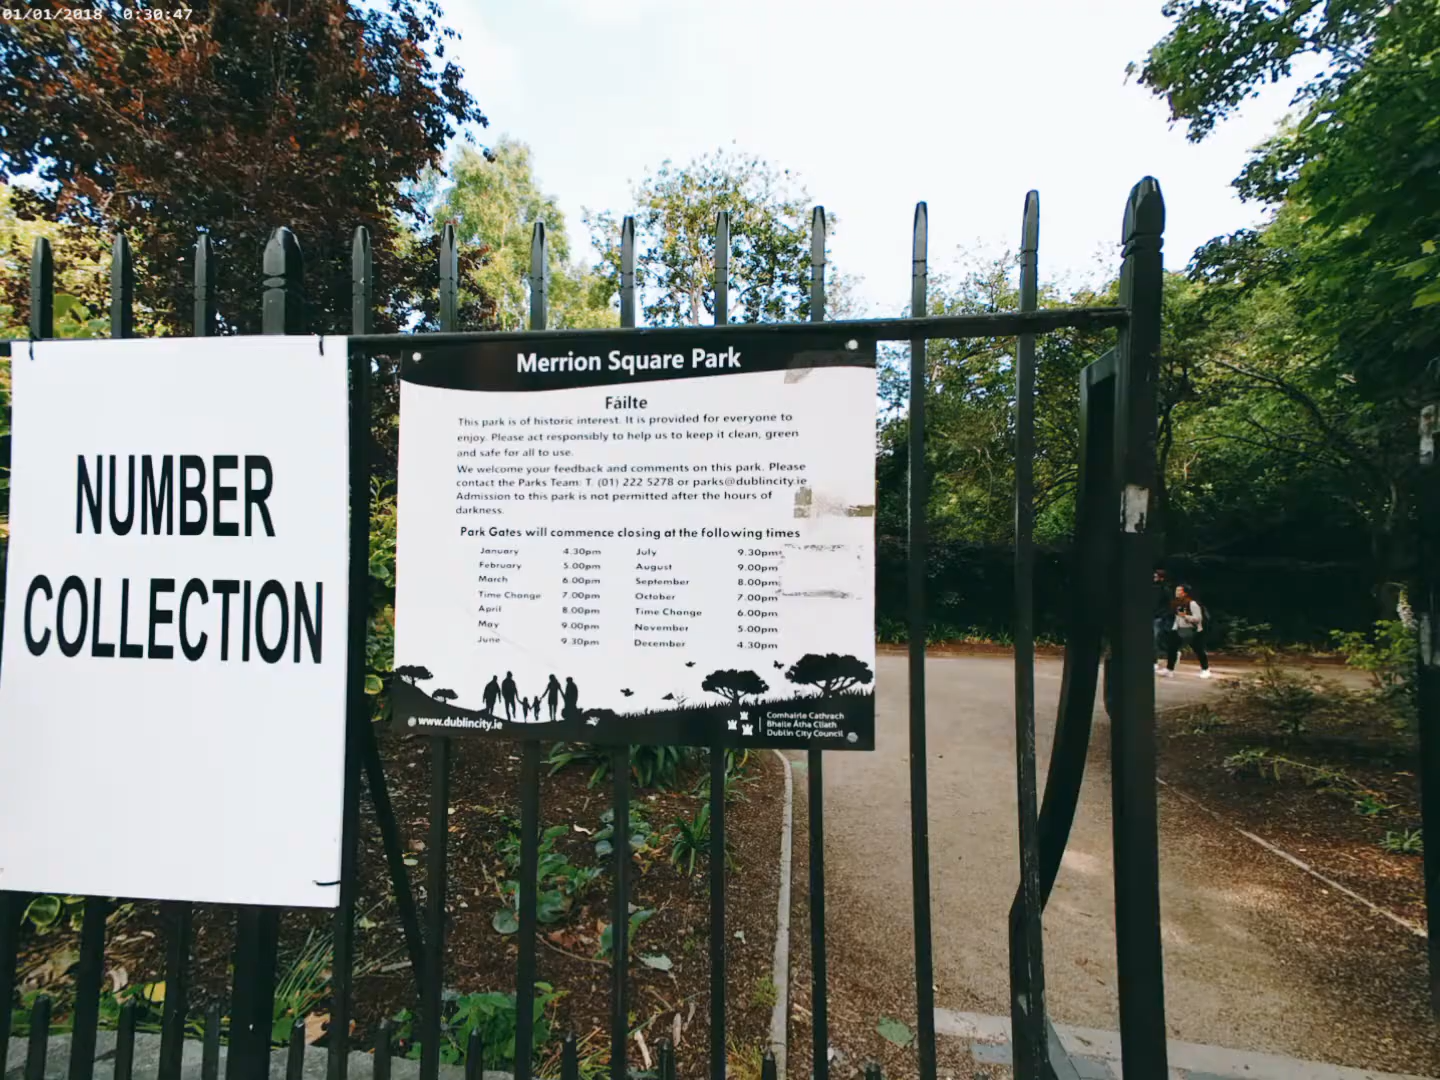 01/01/2018 0:30:47
NUMBER
COLLECTION
Merrion Square Park
Fáilte
This park is of historic interest. It is provided for everyone to
enjoy. Please act responsibly to help us to keep it clean, green
and safe for all to use.
We welcome your feedback and comments on this park. Please
contact the Parks Team: T. (01) 222 5278 or parks@dublincity.ie
Admission to this park is not permitted after the hours of
darkness.
Park Gates will commence closing at the following times
January 4.30pm July 9.30pm
February 5.00pm August 9.00pm
March 6.00pm September 8.00pm
Time Change 7.00pm October 7.00pm
April 8.00pm Time Change 6.00pm
May 9.00pm November 5.00pm
June 9.30pm December 4.30pm
www.dublincity.ie
Comhairle Cathrach
Bhaile Átha Cliath
Dublin City Council